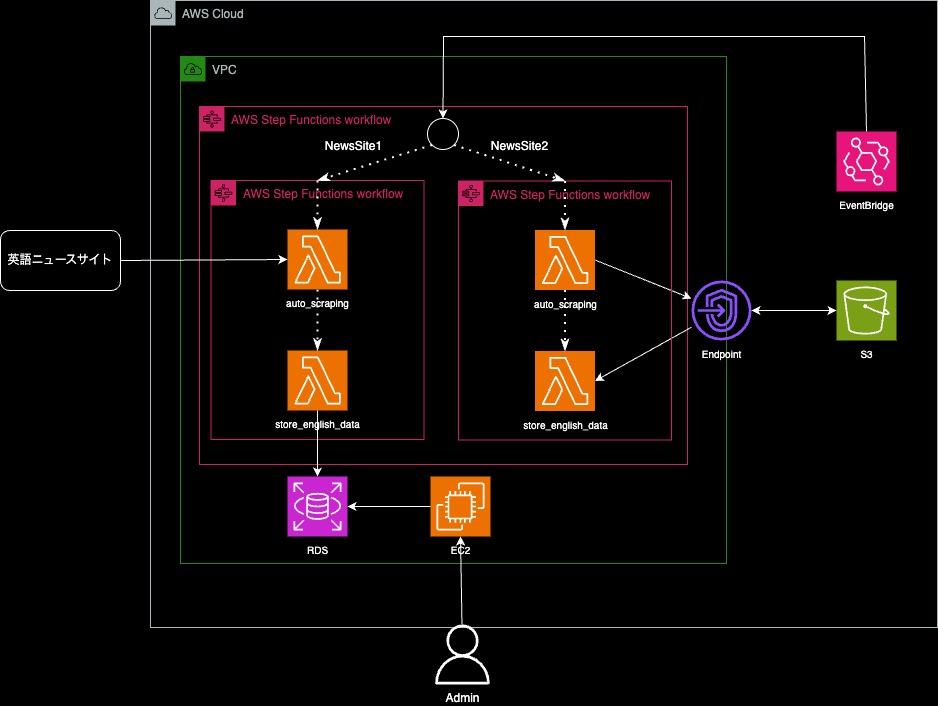 AWS Cloud
VPC
AWS Step Functions workflow
NewsSite1
NewsSite2
AWS Step Functions workflow
AWS Step Functions workflow
EventBridge
英語ニュースサイト
auto_scraping
auto_scraping
Endpoint
S3
store_english_data
store_english_data
RDS
EC2
Admin